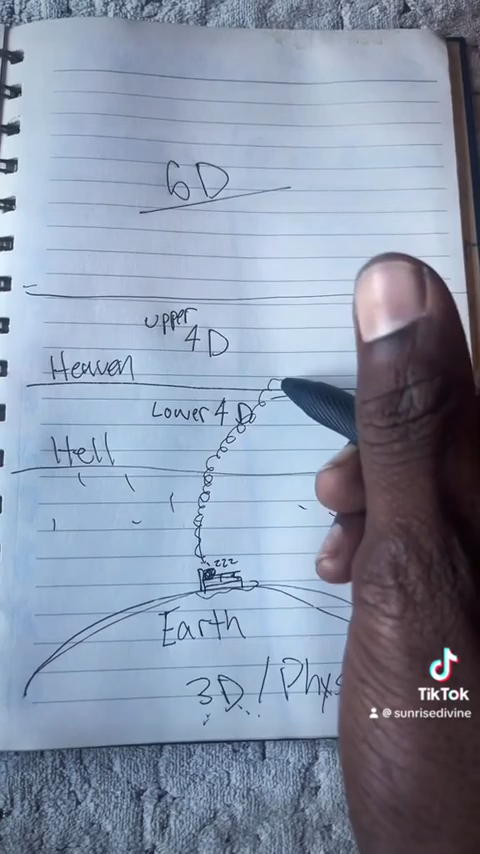 6D
upper
4D
Heaven
Lower 4D
Hell
zzz
Earth
3D / Phys
TikTok
@sunrisedivine